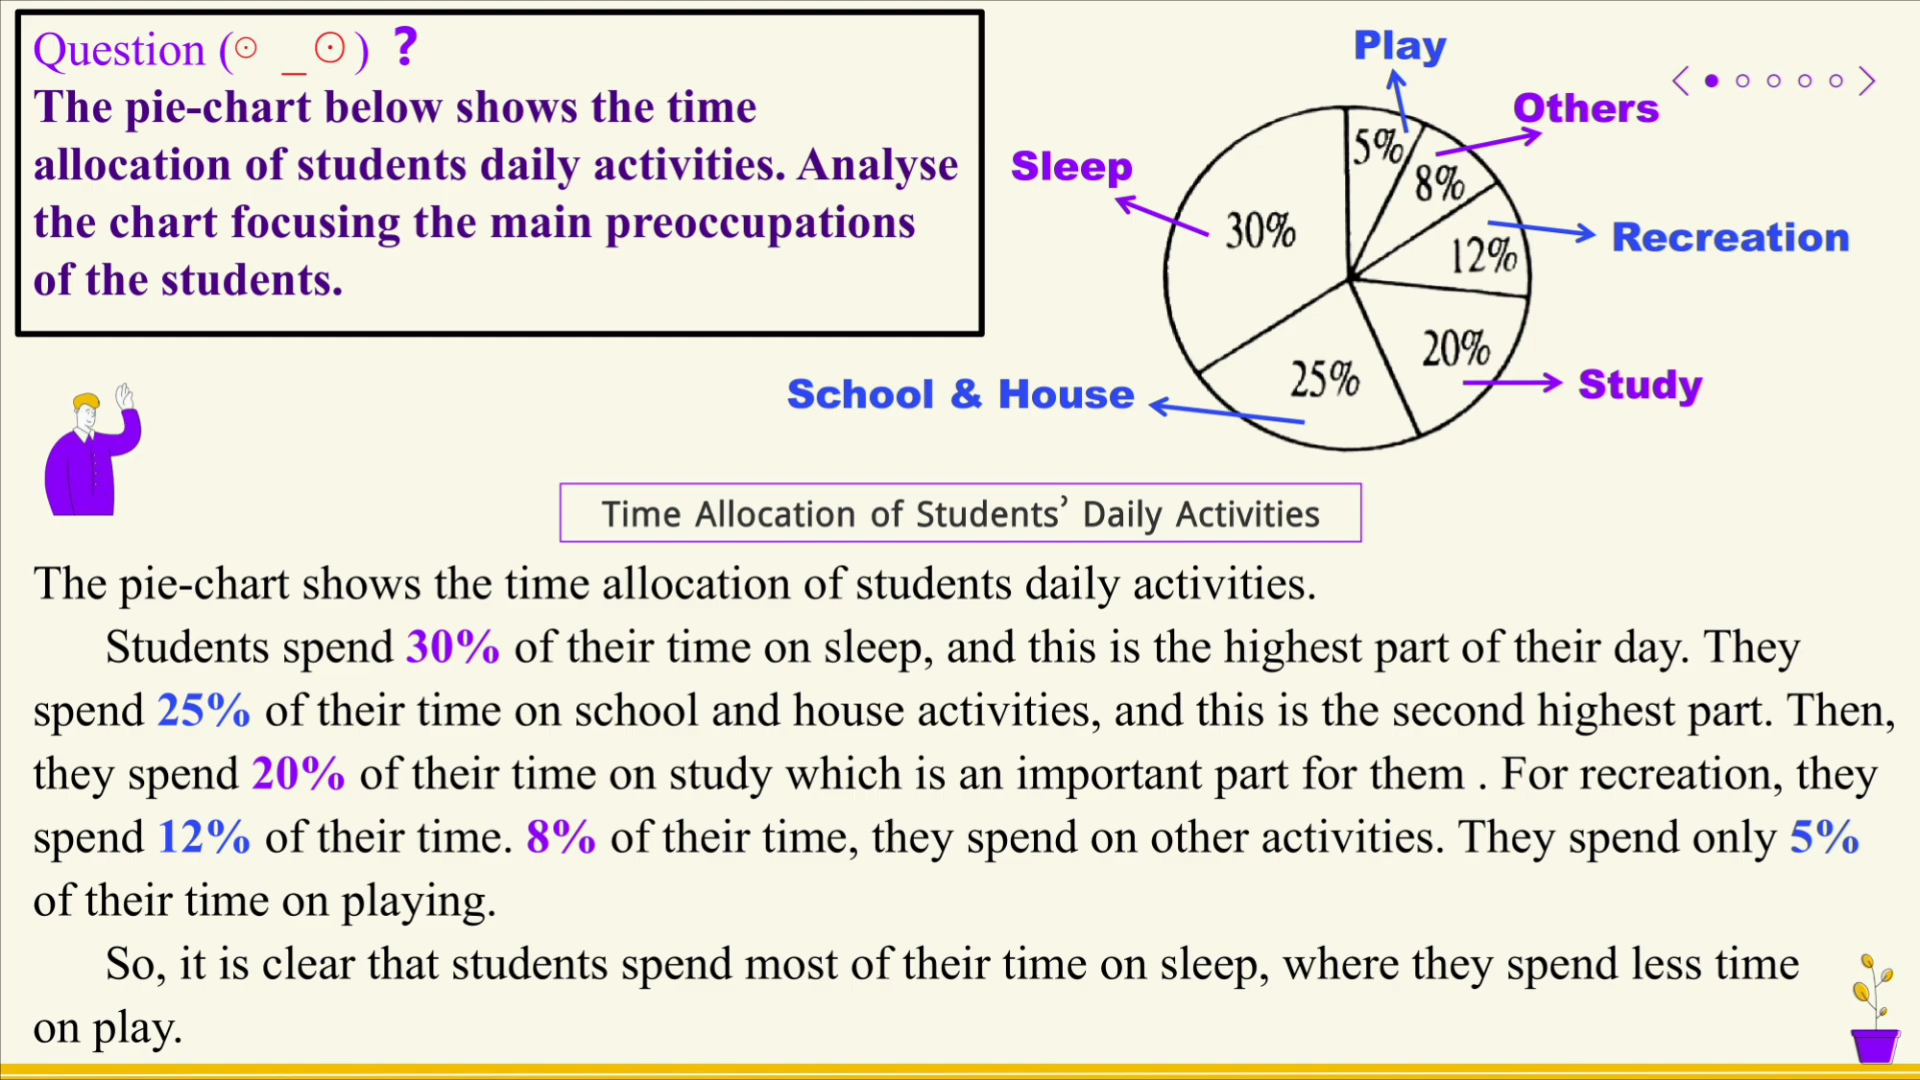 Question (⊙ _⊙) ?
The pie-chart below shows the time
allocation of students daily activities. Analyse
the chart focusing the main preoccupations
of the students.
Play
Others
Sleep
Recreation
School & House
Study
5%
8%
30%
12%
20%
25%
Time Allocation of Students’ Daily Activities
The pie-chart shows the time allocation of students daily activities.
Students spend 30% of their time on sleep, and this is the highest part of their day. They
spend 25% of their time on school and house activities, and this is the second highest part. Then,
they spend 20% of their time on study which is an important part for them . For recreation, they
spend 12% of their time. 8% of their time, they spend on other activities. They spend only 5%
of their time on playing.
So, it is clear that students spend most of their time on sleep, where they spend less time
on play.